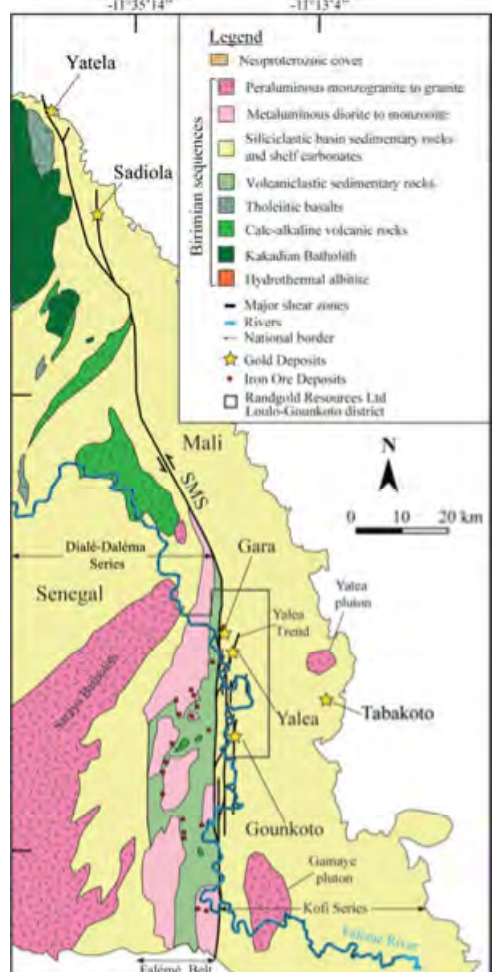 -11°35'14"
-11°13'4"
Legend
Neoproterozoic cover
Peraluminous monzogranite to granite
Metaluminous diorite to monzonite
Siliciclastic basin sedimentary rocks
and shelf carbonates
Volcaniclastic sedimentary rocks
Tholeiitic basalts
Calc-alkaline volcanic rocks
Kakadian Batholith
Hydrothermal albitite
Birimian sequences
Major shear zones
Rivers
National border
Gold Deposits
Iron Ore Deposits
Randgold Resources Ltd
Loulo-Gounkoto district
Yatela
Sadiola
Mali
SMS
N
0 10 20 km
Dialé-Daléma
Series
Senegal
Gara
Yatea
pluton
Yalea
Trend
Saraya Batholith
Yalea
Tabakoto
Gounkoto
Gamaye
pluton
Kofi Series
Falémé River
Falémé Belt